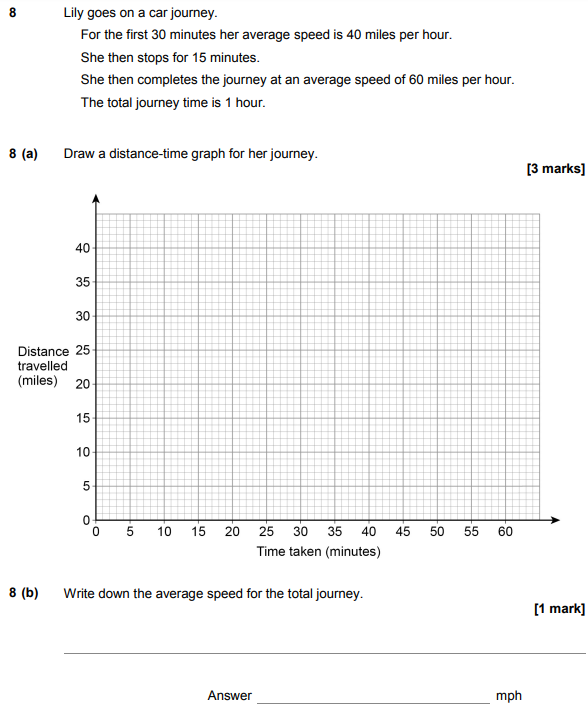 8 Lily goes on a car journey.
For the first 30 minutes her average speed is 40 miles per hour.
She then stops for 15 minutes.
She then completes the journey at an average speed of 60 miles per hour.
The total journey time is 1 hour.
8 (a) Draw a distance-time graph for her journey.
[3 marks]
40
35
30
Distance 25
travelled
(miles) 20
15
10
5
0
0 5 10 15 20 25 30 35 40 45 50 55 60
Time taken (minutes)
8 (b) Write down the average speed for the total journey.
[1 mark]
Answer mph